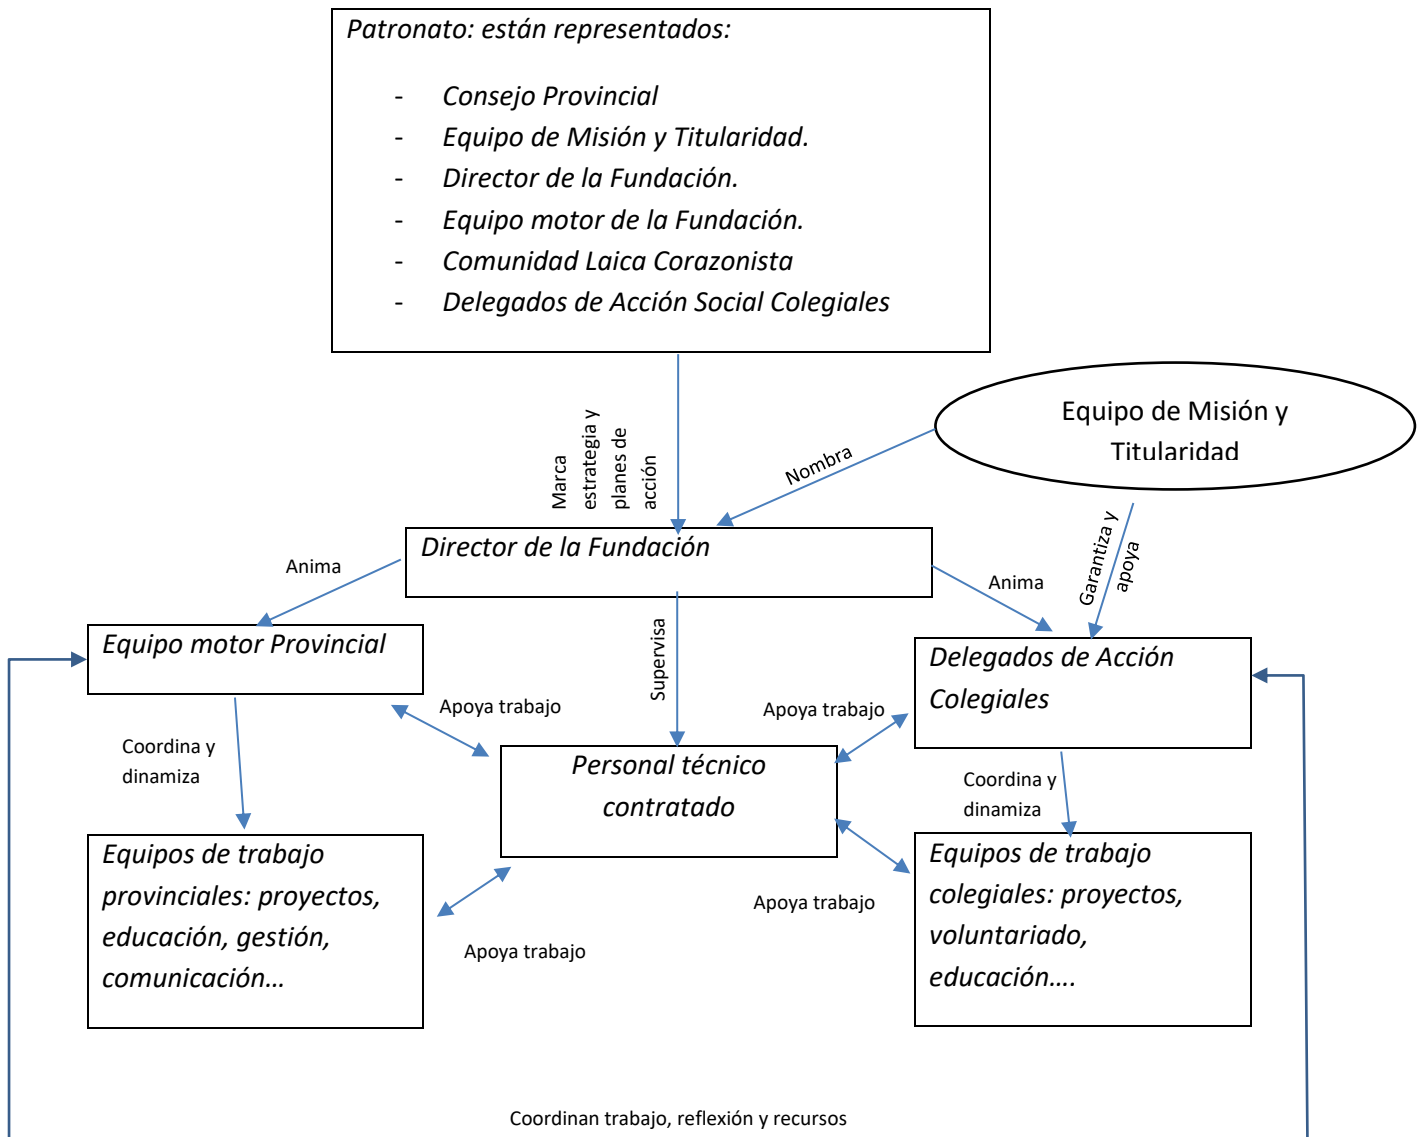 Patronato: están representados:
- Consejo Provincial
- Equipo de Misión y Titularidad.
- Director de la Fundación.
- Equipo motor de la Fundación.
- Comunidad Laica Corazonista
- Delegados de Acción Social Colegiales
Equipo de Misión y
Titularidad
Marca
estrategia y
planes de
acción
Nombra
Garantiza y
apoya
Director de la Fundación
Anima
Anima
Supervisa
Equipo motor Provincial
Delegados de Acción
Colegiales
Apoya trabajo
Apoya trabajo
Coordina y
dinamiza
Personal técnico
contratado
Coordina y
dinamiza
Equipos de trabajo
provinciales: proyectos,
educación, gestión,
comunicación…
Equipos de trabajo
colegiales: proyectos,
voluntariado,
educación….
Apoya trabajo
Apoya trabajo
Coordinan trabajo, reflexión y recursos